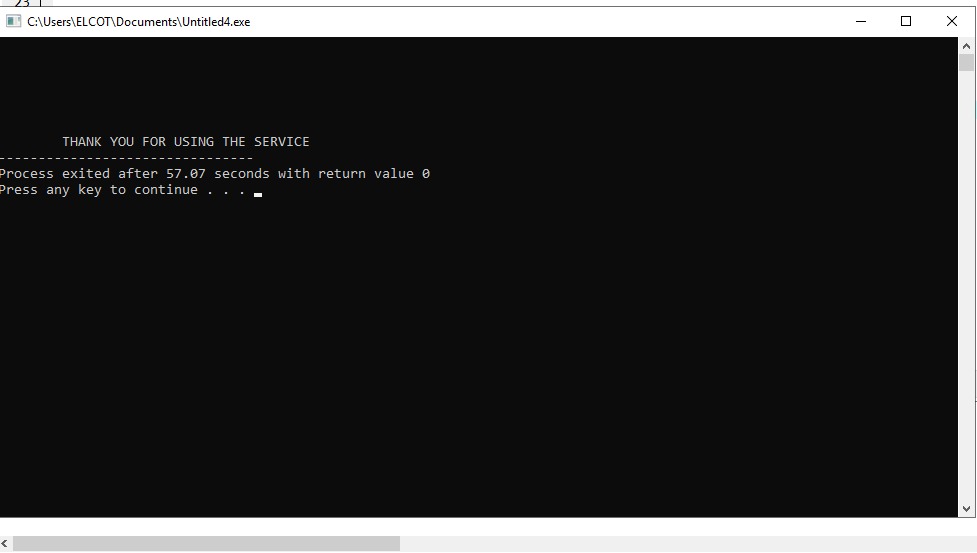 23
C:\Users\ELCOT\Documents\Untitled4.exe
THANK YOU FOR USING THE SERVICE
--------------------------------
Process exited after 57.07 seconds with return value 0
Press any key to continue . . .